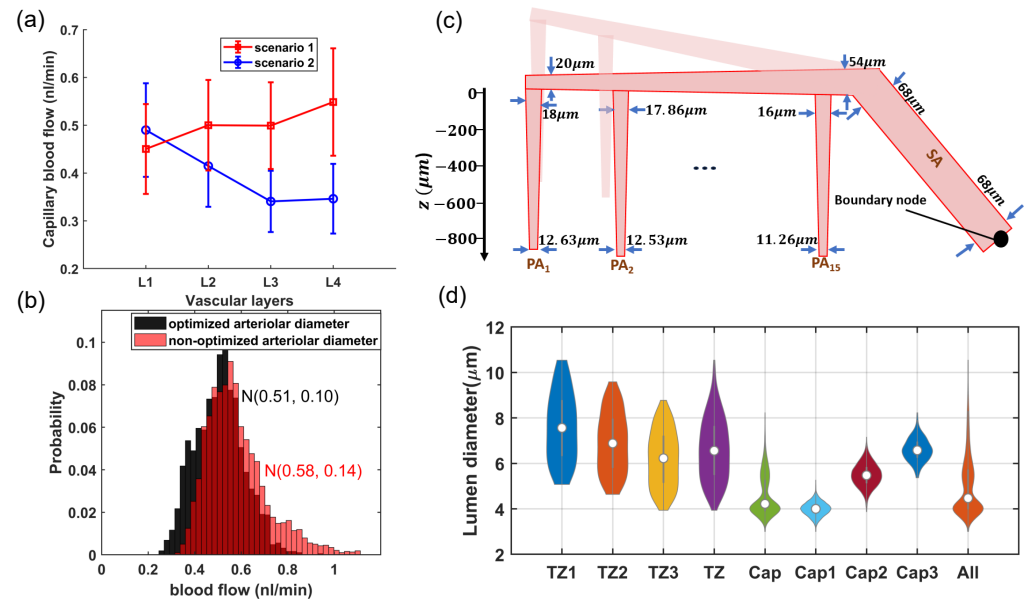 (a)
0.7
0.6
0.5
0.4
0.3
0.2
Capillary blood flow (nl/min)
scenario 1
scenario 2
L1 L2 L3 L4
Vascular layers
(b)
0.1
0.08
0.06
0.04
0.02
0
Probability
optimized arteriolar diameter
non-optimized arteriolar diameter
N(0.51, 0.10)
N(0.58, 0.14)
0 0.2 0.4 0.6 0.8 1
blood flow (nl/min)
(c)
z (μm)
0
−200
−400
−600
−800
20μm
54μm
68μm
18μm
17.86μm
16μm
SA
68μm
Boundary node
12.63μm
12.53μm
11.26μm
PA1
PA2
PA15
(d)
12
10
8
6
4
2
Lumen diameter(μm)
TZ1 TZ2 TZ3 TZ Cap Cap1 Cap2 Cap3 All